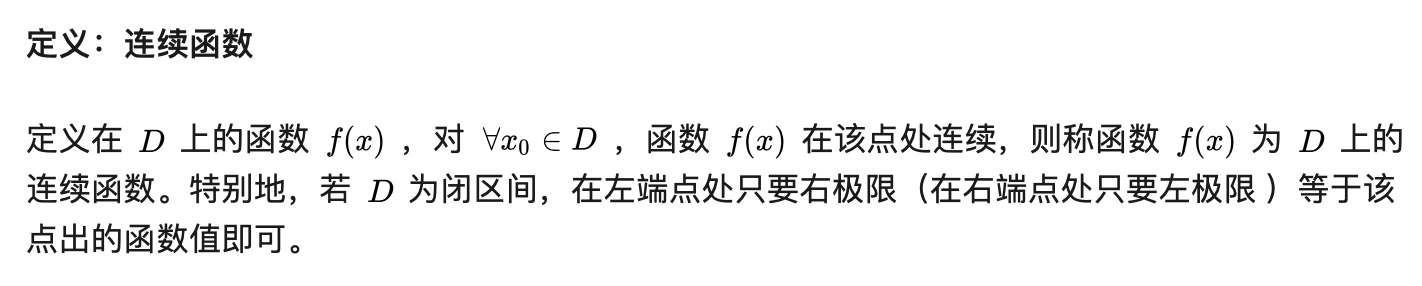 定义：连续函数
定义在 D 上的函数 f(x) ，对 ∀x₀ ∈ D ，函数 f(x) 在该点处连续，则称函数 f(x) 为 D 上的
连续函数。特别地，若 D 为闭区间，在左端点处只要右极限（在右端点处只要左极限 ）等于该
点出的函数值即可。